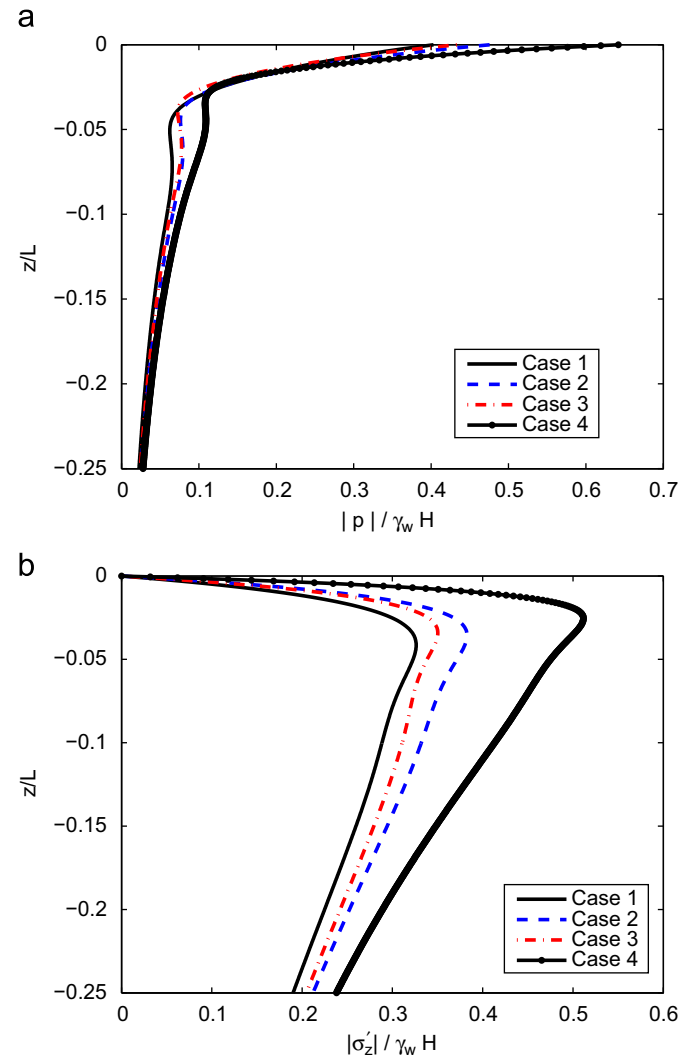 a
0
−0.05
−0.1
−0.15
−0.2
−0.25
z/L
0 0.1 0.2 0.3 0.4 0.5 0.6 0.7
| p | / γw H
Case 1
Case 2
Case 3
Case 4
b
0
−0.05
−0.1
−0.15
−0.2
−0.25
z/L
0 0.1 0.2 0.3 0.4 0.5 0.6
|σ′z| / γw H
Case 1
Case 2
Case 3
Case 4